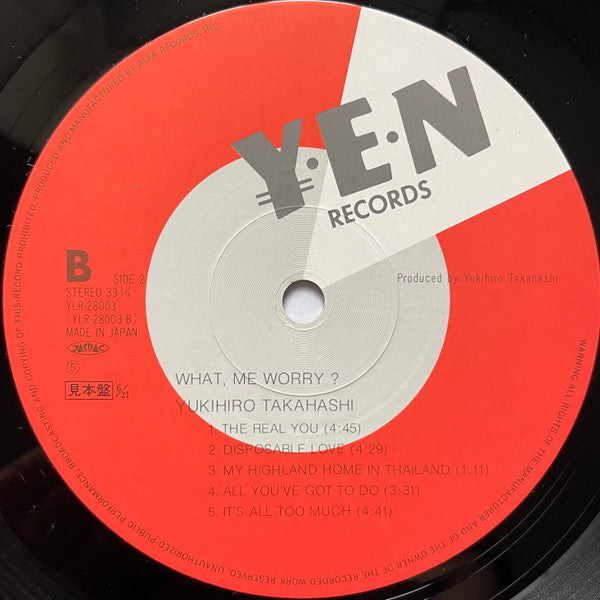 Y·E·N
RECORDS
B SIDE 2
STEREO 33 1/3
YLR-28003
(YLR-28003-B)
MADE IN JAPAN
JASRAC
Ⓢ
見本盤 6/21
Produced by Yukihiro Takahashi
WHAT, ME WORRY ?
YUKIHIRO TAKAHASHI
1. THE REAL YOU (4:45)
2. DISPOSABLE LOVE (4:29)
3. MY HIGHLAND HOME IN THAILAND (1:11)
4. ALL YOU'VE GOT TO DO (3:31)
5. IT'S ALL TOO MUCH (4:41)
WARNING: ALL RIGHTS OF THE MANUFACTURER AND OF THE OWNER OF THE RECORDED WORK RESERVED. UNAUTHORIZED PUBLIC PERFORMANCE BROADCASTING AND COPYING OF THIS RECORD PROHIBITED. PRODUCED AND MANUFACTURED BY ALFA RECORDS, INC.